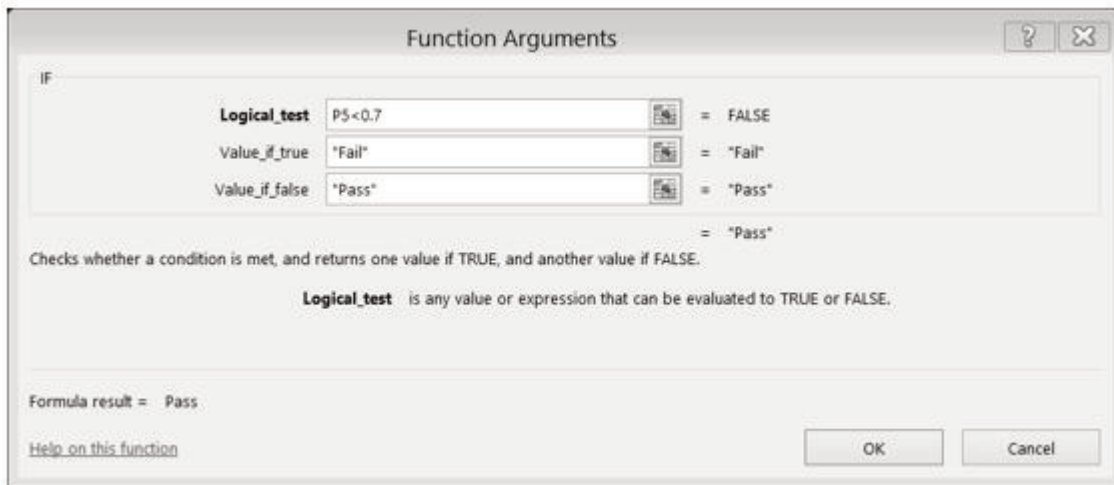 Function Arguments
IF
Logical_test P5<0.7 = FALSE
Value_if_true "Fail" = "Fail"
Value_if_false "Pass" = "Pass"
= "Pass"
Checks whether a condition is met, and returns one value if TRUE, and another value if FALSE.
Logical_test is any value or expression that can be evaluated to TRUE or FALSE.
Formula result = Pass
Help on this function OK Cancel